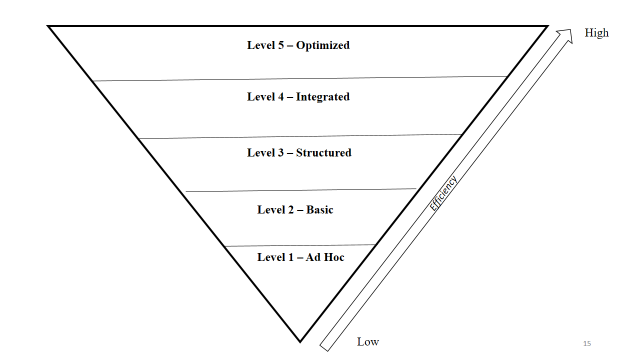 High
Level 5 – Optimized
Level 4 – Integrated
Level 3 – Structured
Efficiency
Level 2 – Basic
Level 1 – Ad Hoc
Low
15